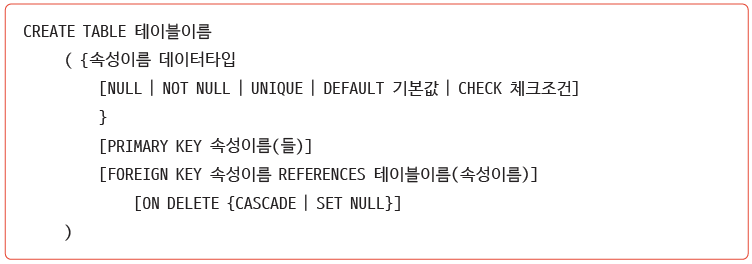 CREATE TABLE 테이블이름
( {속성이름 데이터타입
[NULL | NOT NULL | UNIQUE | DEFAULT 기본값 | CHECK 체크조건]
}
[PRIMARY KEY 속성이름(들)]
[FOREIGN KEY 속성이름 REFERENCES 테이블이름(속성이름)]
[ON DELETE {CASCADE | SET NULL}]
)